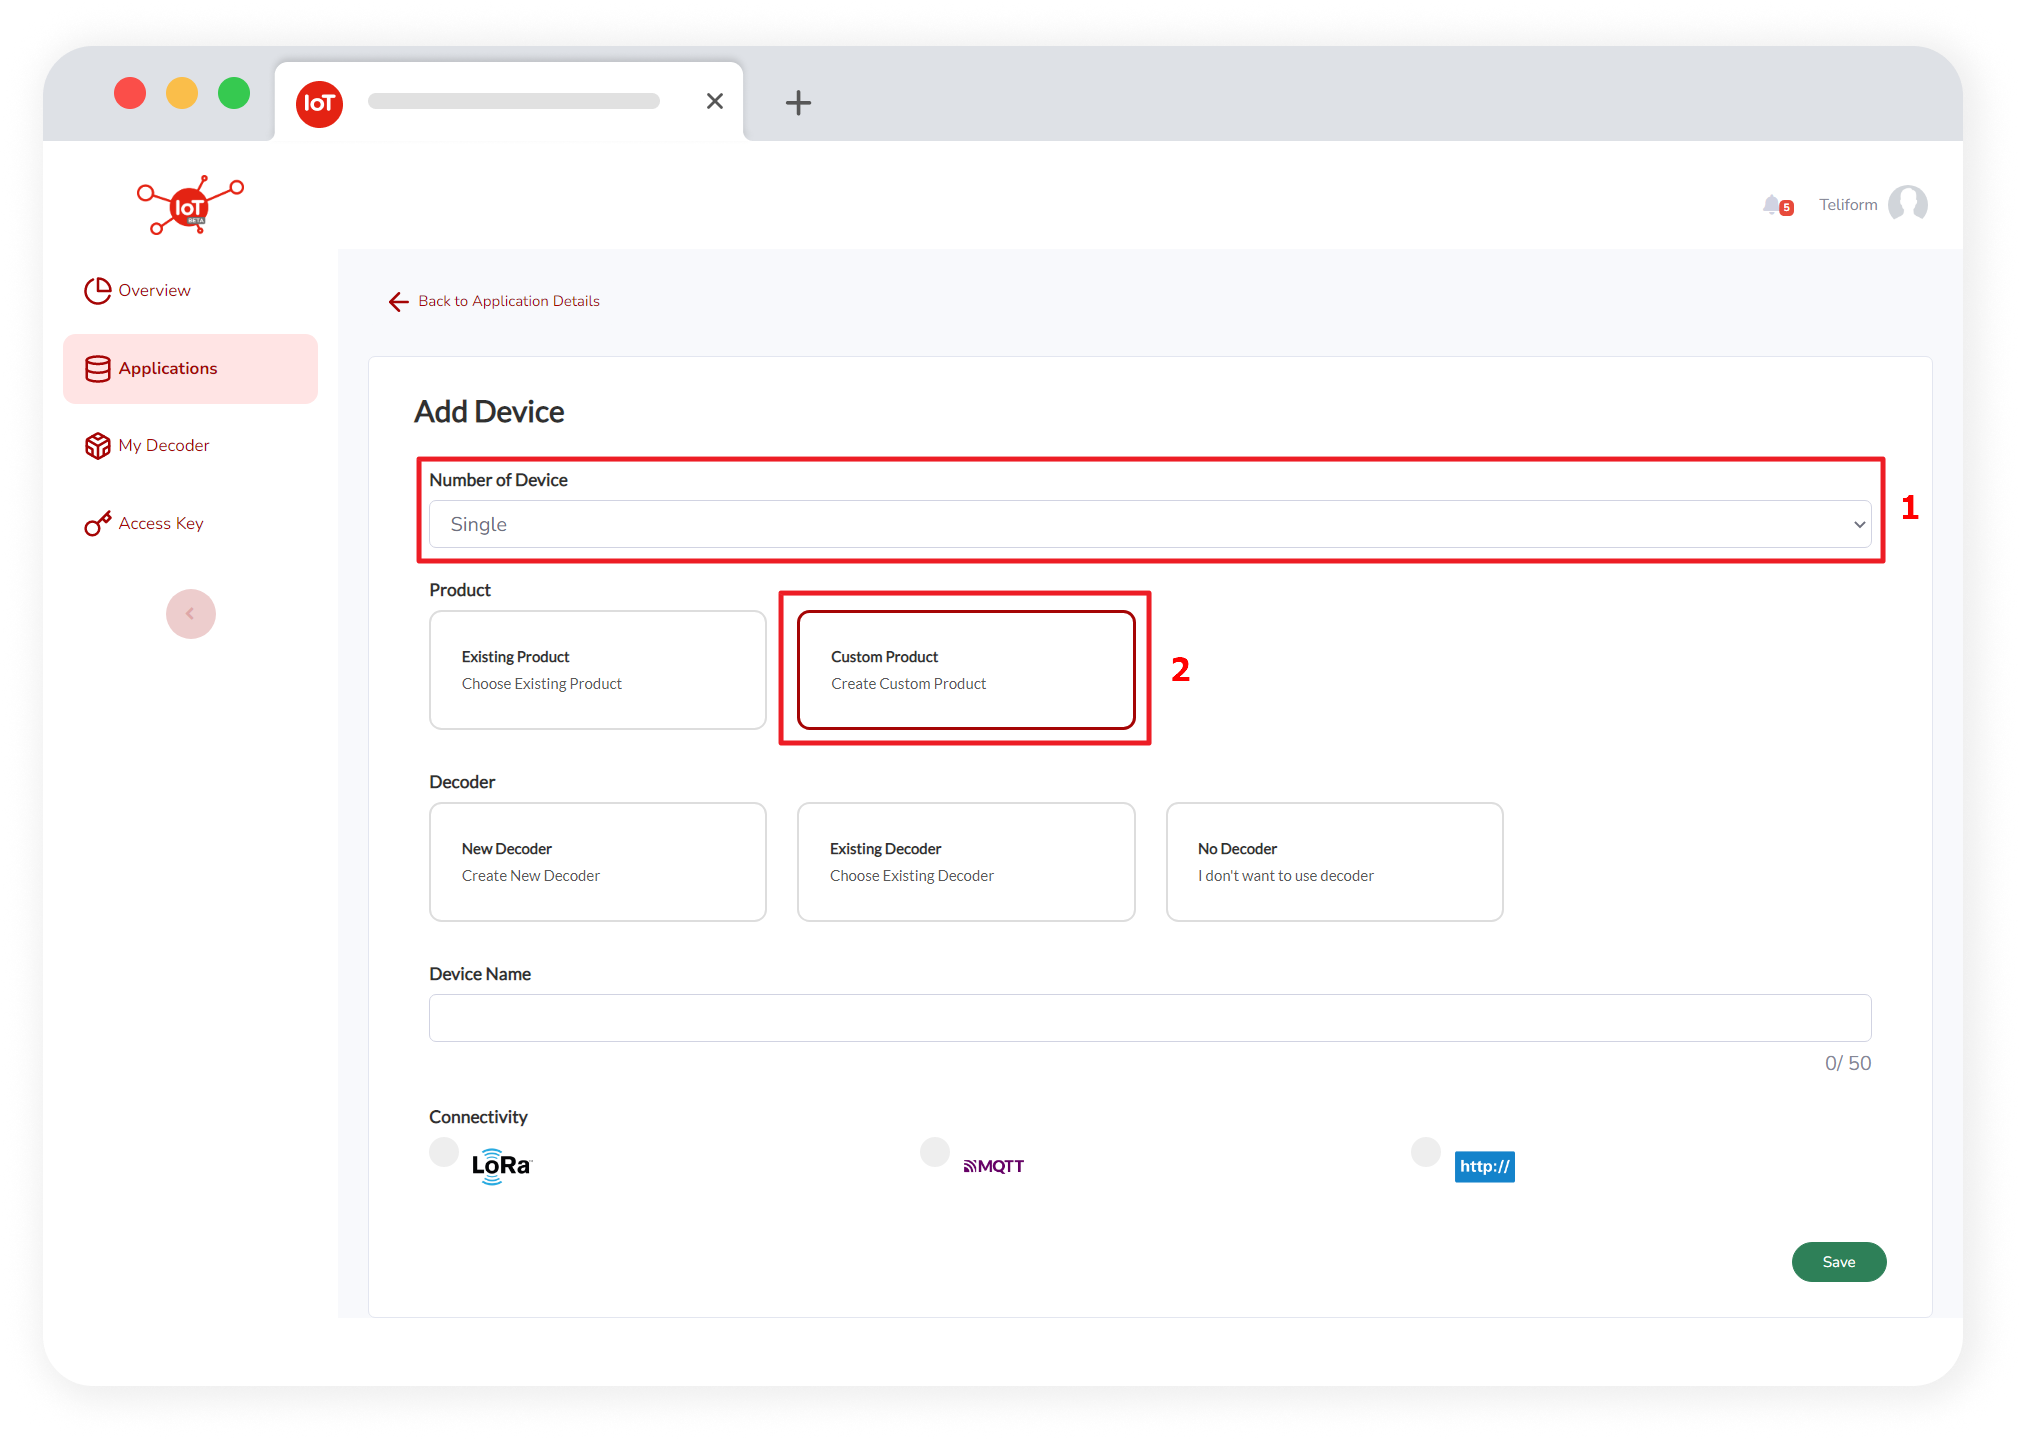 IoT
IoT
BETA
5
Teliform
Overview
Applications
My Decoder
Access Key
Back to Application Details
Add Device
Number of Device
Single
1
Product
Existing Product
Choose Existing Product
Custom Product
Create Custom Product
2
Decoder
New Decoder
Create New Decoder
Existing Decoder
Choose Existing Decoder
No Decoder
I don't want to use decoder
Device Name
0/ 50
Connectivity
LoRa
MQTT
http://
Save